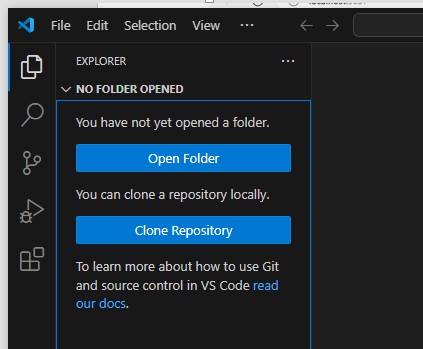 File Edit Selection View ...
EXPLORER ...
NO FOLDER OPENED
You have not yet opened a folder.
Open Folder
You can clone a repository locally.
Clone Repository
To learn more about how to use Git
and source control in VS Code read
our docs.